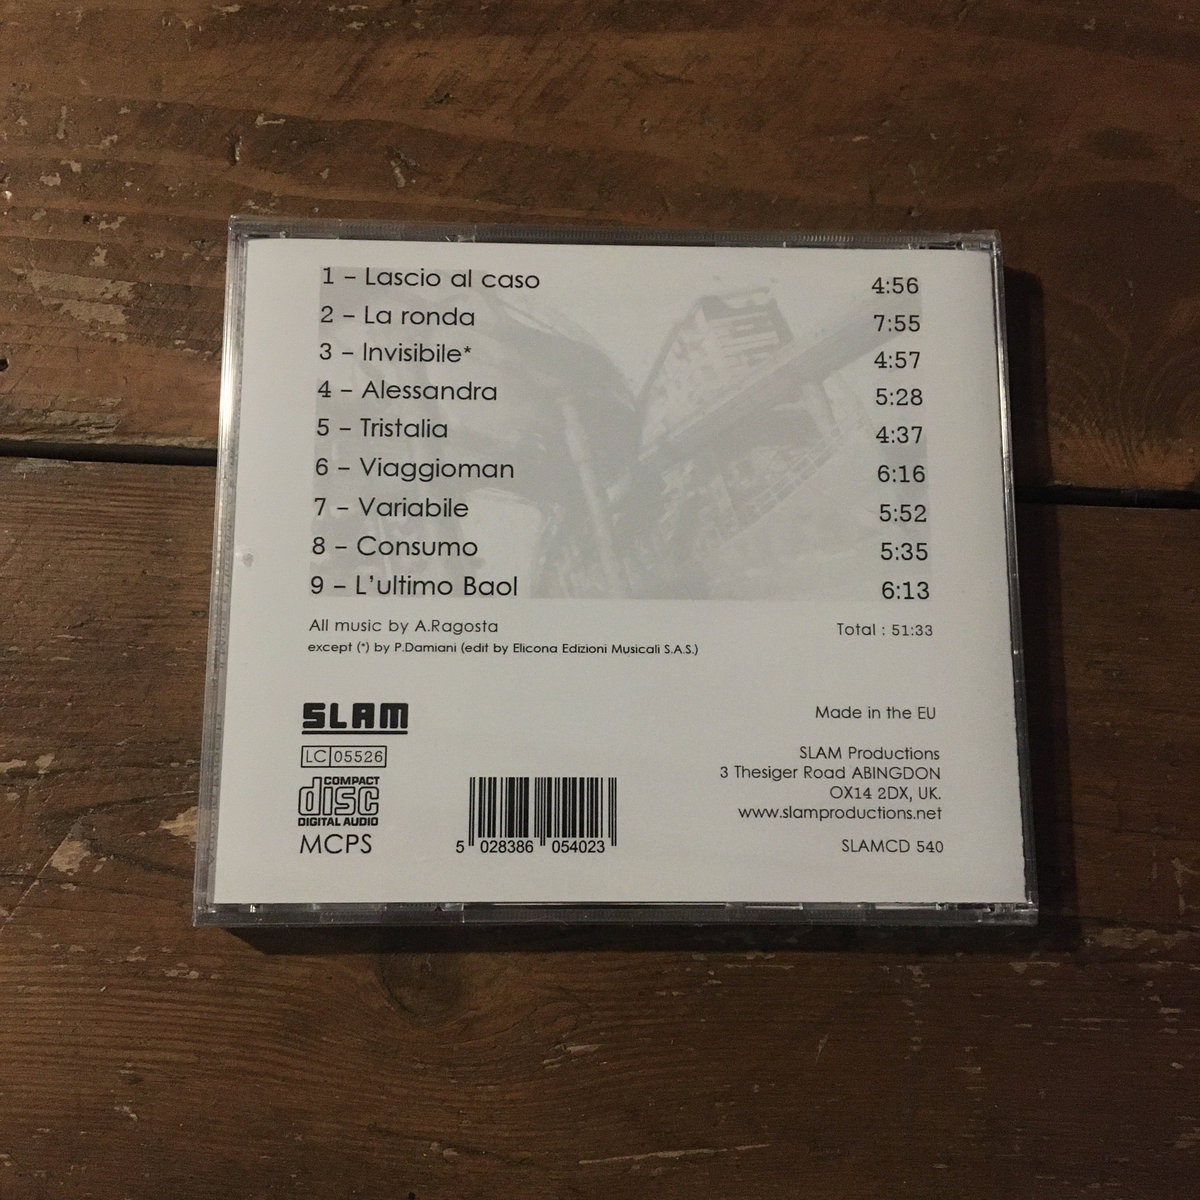 1 – Lascio al caso 4:56
2 – La ronda 7:55
3 – Invisibile* 4:57
4 – Alessandra 5:28
5 – Tristalia 4:37
6 – Viaggioman 6:16
7 – Variabile 5:52
8 – Consumo 5:35
9 – L'ultimo Baol 6:13
All music by A.Ragosta Total : 51:33
except (*) by P.Damiani (edit by Elicona Edizioni Musicali S.A.S.)
SLAM
LC 05526
COMPACT
disc
DIGITAL AUDIO
MCPS
5 028386 054023
Made in the EU
SLAM Productions
3 Thesiger Road ABINGDON
OX14 2DX, UK.
www.slamproductions.net
SLAMCD 540